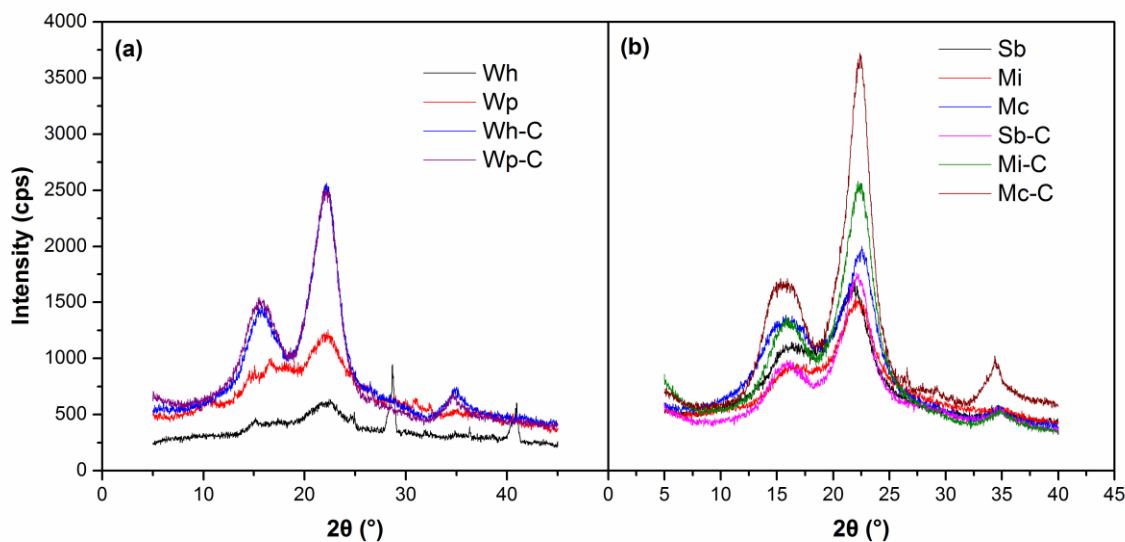 4000
3500
3000
2500
2000
1500
1000
500
0
Intensity (cps)
(a)
Wh
Wp
Wh-C
Wp-C
0 10 20 30 40
2θ (°)
(b)
Sb
Mi
Mc
Sb-C
Mi-C
Mc-C
0 5 10 15 20 25 30 35 40 45
2θ (°)